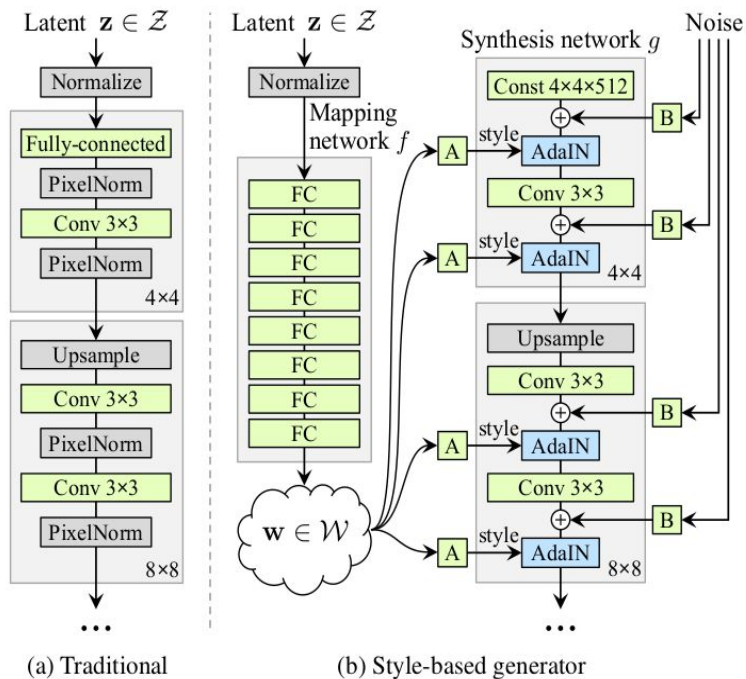 Latent z ∈ Z
Normalize
Fully-connected
PixelNorm
Conv 3×3
PixelNorm
4×4
Upsample
Conv 3×3
PixelNorm
Conv 3×3
PixelNorm
8×8
...
(a) Traditional
Latent z ∈ Z
Normalize
Mapping
network f
FC
FC
FC
FC
FC
FC
FC
FC
w ∈ W
A
style
A
style
A
style
A
style
Synthesis network g
Const 4×4×512
+
AdaIN
Conv 3×3
+
AdaIN
4×4
Upsample
Conv 3×3
+
AdaIN
Conv 3×3
+
AdaIN
8×8
...
Noise
B
B
B
B
(b) Style-based generator